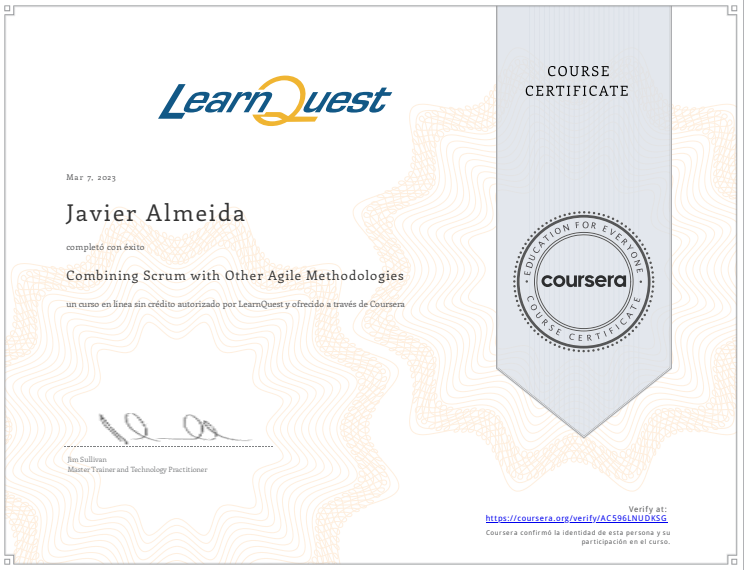 LearnQuest
COURSE
CERTIFICATE
Mar 7, 2023
Javier Almeida
completó con éxito
Combining Scrum with Other Agile Methodologies
un curso en línea sin crédito autorizado por LearnQuest y ofrecido a través de Coursera
EDUCATION FOR EVERYONE
coursera
COURSE CERTIFICATE
Jim Sullivan
Master Trainer and Technology Practitioner
Verify at:
https://coursera.org/verify/AC596LNUDKSG
Coursera confirmó la identidad de esta persona y su
participación en el curso.